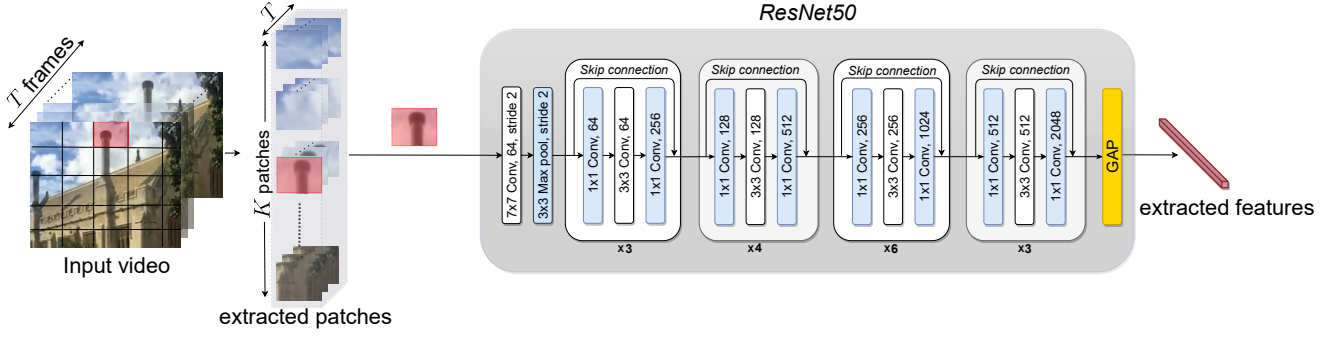 T frames
Input video
T
K patches
extracted patches
ResNet50
7x7 Conv, 64, stride 2
3x3 Max pool, stride 2
Skip connection
1x1 Conv, 64
3x3 Conv, 64
1x1 Conv, 256
x3
Skip connection
1x1 Conv, 128
3x3 Conv, 128
1x1 Conv, 512
x4
Skip connection
1x1 Conv, 256
3x3 Conv, 256
1x1 Conv, 1024
x6
Skip connection
1x1 Conv, 512
3x3 Conv, 512
1x1 Conv, 2048
x3
GAP
extracted features